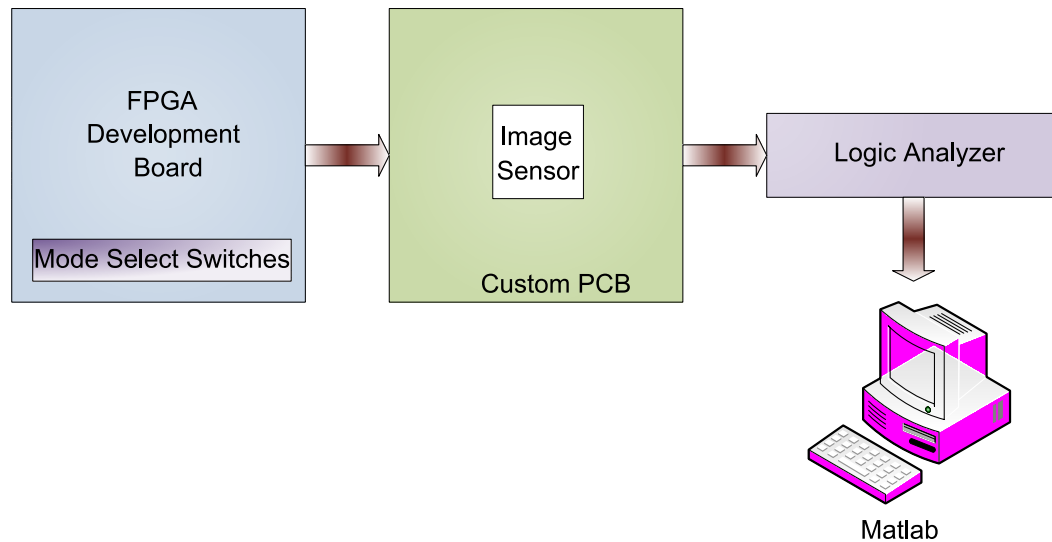 FPGA
Development
Board
Mode Select Switches
Image
Sensor
Custom PCB
Logic Analyzer
Matlab